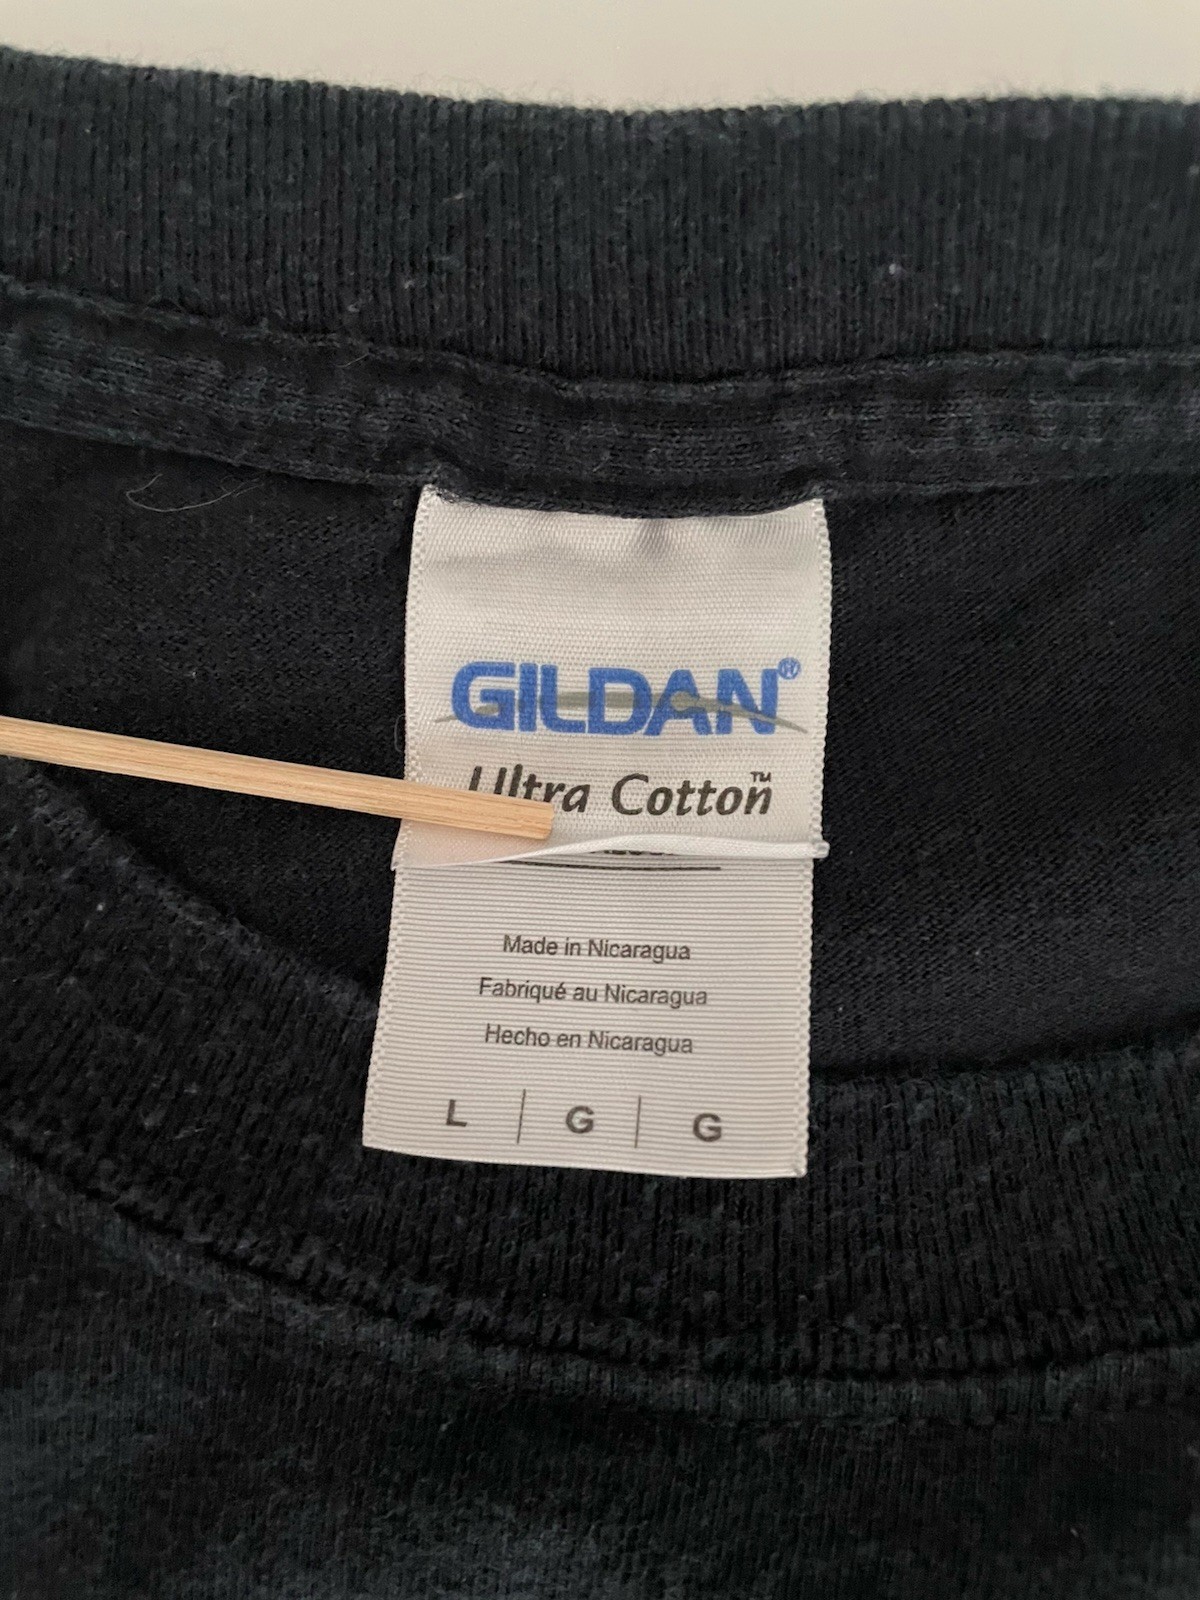 GILDAN®
Ultra Cotton™
Made in Nicaragua
Fabriqué au Nicaragua
Hecho en Nicaragua
L | G | G